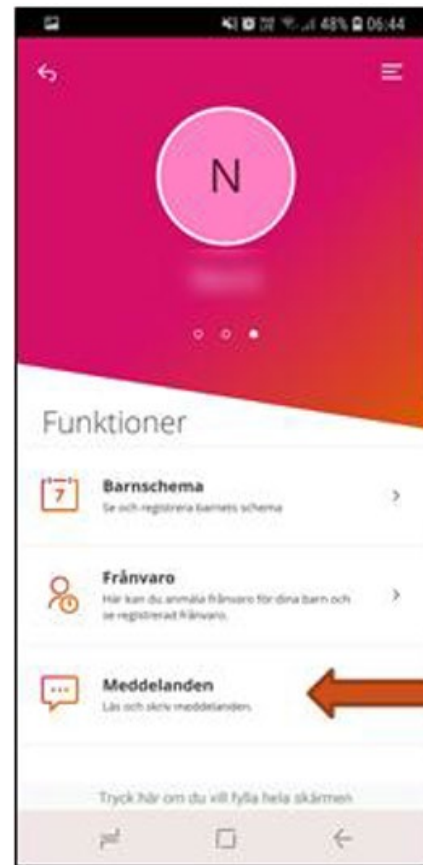 48% 06:44
N
Funktioner
7
Barnschema
Se och registrera barnets schema
Frånvaro
Här kan du anmäla frånvaro för dina barn och
se registrerad frånvaro.
Meddelanden
Läs och skriv meddelanden.
Tryck här om du vill fylla hela skärmen